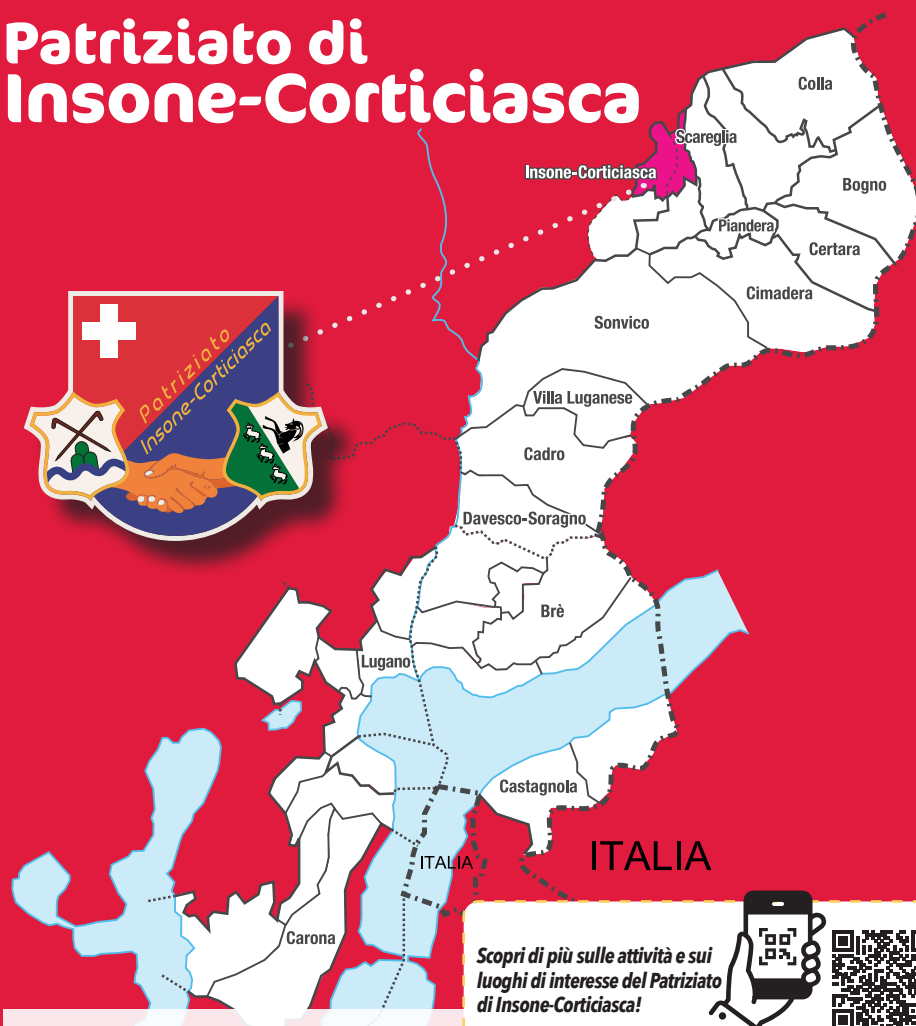 Patriziato di
Insone-Corticiasca
Colla
Scareglia
Insone-Corticiasca
Bogno
Piandera
Certara
Cimadera
Sonvico
Patriziato
Insone-Corticiasca
Villa Luganese
Cadro
Davesco-Soragno
Brè
Lugano
Castagnola
ITALIA
ITALIA
Carona
Scopri di più sulle attività e sui
luoghi di interesse del Patriziato
di Insone-Corticiasca!